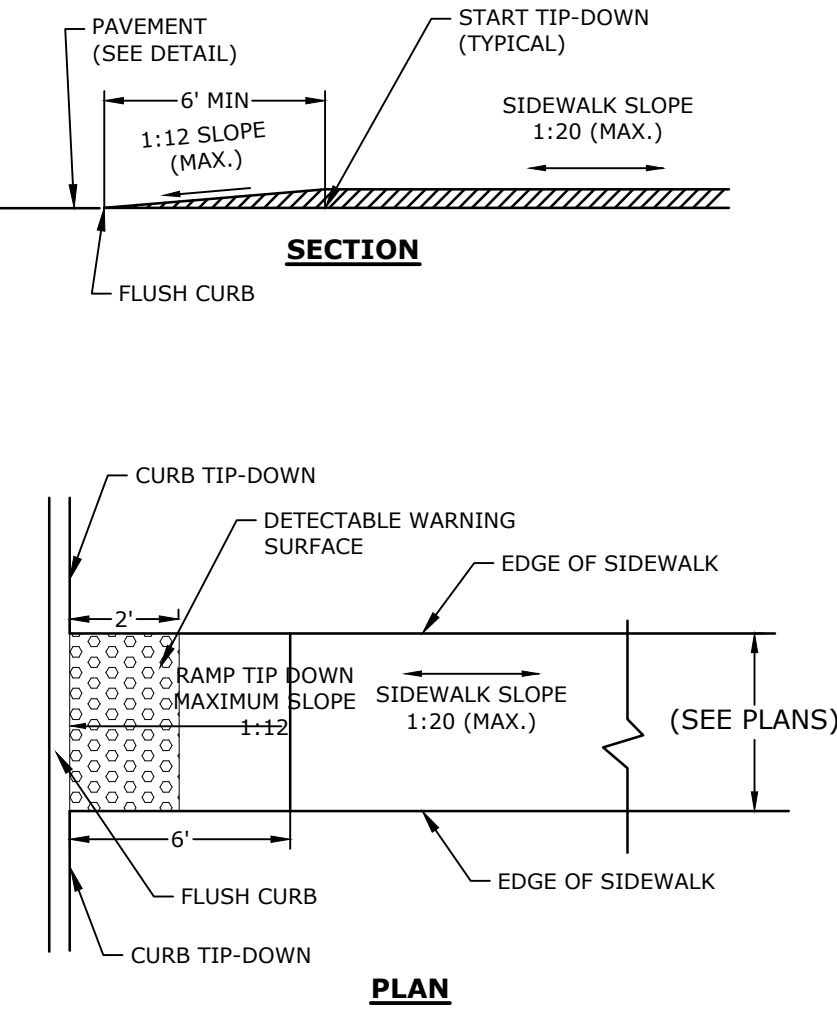 PAVEMENT
(SEE DETAIL)
START TIP-DOWN
(TYPICAL)
6' MIN
1:12 SLOPE
(MAX.)
SIDEWALK SLOPE
1:20 (MAX.)
SECTION
FLUSH CURB
CURB TIP-DOWN
DETECTABLE WARNING
SURFACE
EDGE OF SIDEWALK
2'
RAMP TIP DOWN
MAXIMUM SLOPE
1:12
SIDEWALK SLOPE
1:20 (MAX.)
(SEE PLANS)
6'
FLUSH CURB
EDGE OF SIDEWALK
CURB TIP-DOWN
PLAN